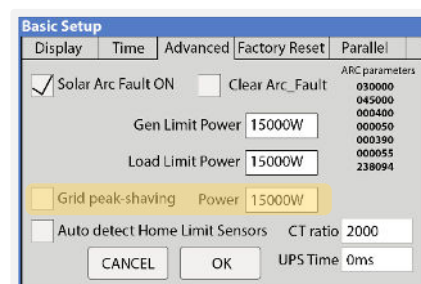 Basic Setup
Display Time Advanced Factory Reset Parallel
ARC parameters
Solar Arc Fault ON Clear Arc_Fault
030000
045000
000400
000050
000390
000055
238094
Gen Limit Power 15000W
Load Limit Power 15000W
Grid peak-shaving Power 15000W
Auto detect Home Limit Sensors CT ratio 2000
CANCEL OK UPS Time 0ms